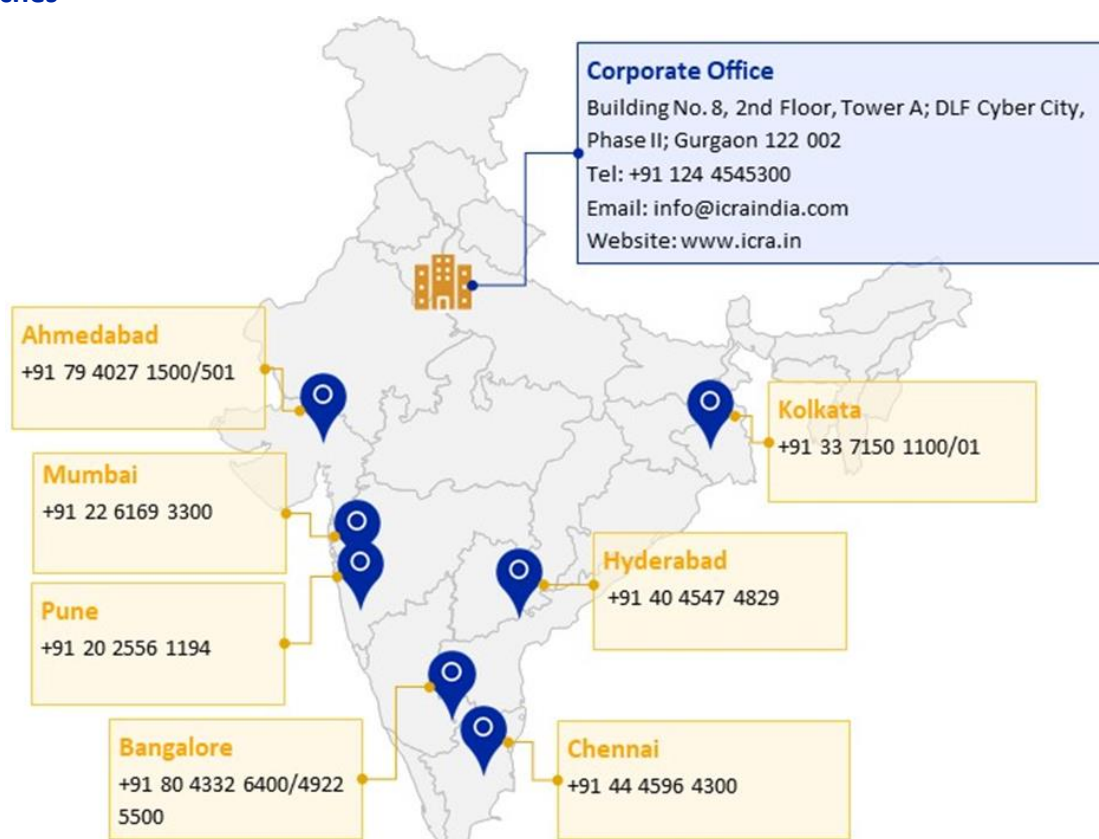 Corporate Office
Building No. 8, 2nd Floor, Tower A; DLF Cyber City,
Phase II; Gurgaon 122 002
Tel: +91 124 4545300
Email: info@icraindia.com
Website: www.icra.in
Ahmedabad
+91 79 4027 1500/501
Kolkata
+91 33 7150 1100/01
Mumbai
+91 22 6169 3300
Hyderabad
+91 40 4547 4829
Pune
+91 20 2556 1194
Bangalore
+91 80 4332 6400/4922
5500
Chennai
+91 44 4596 4300